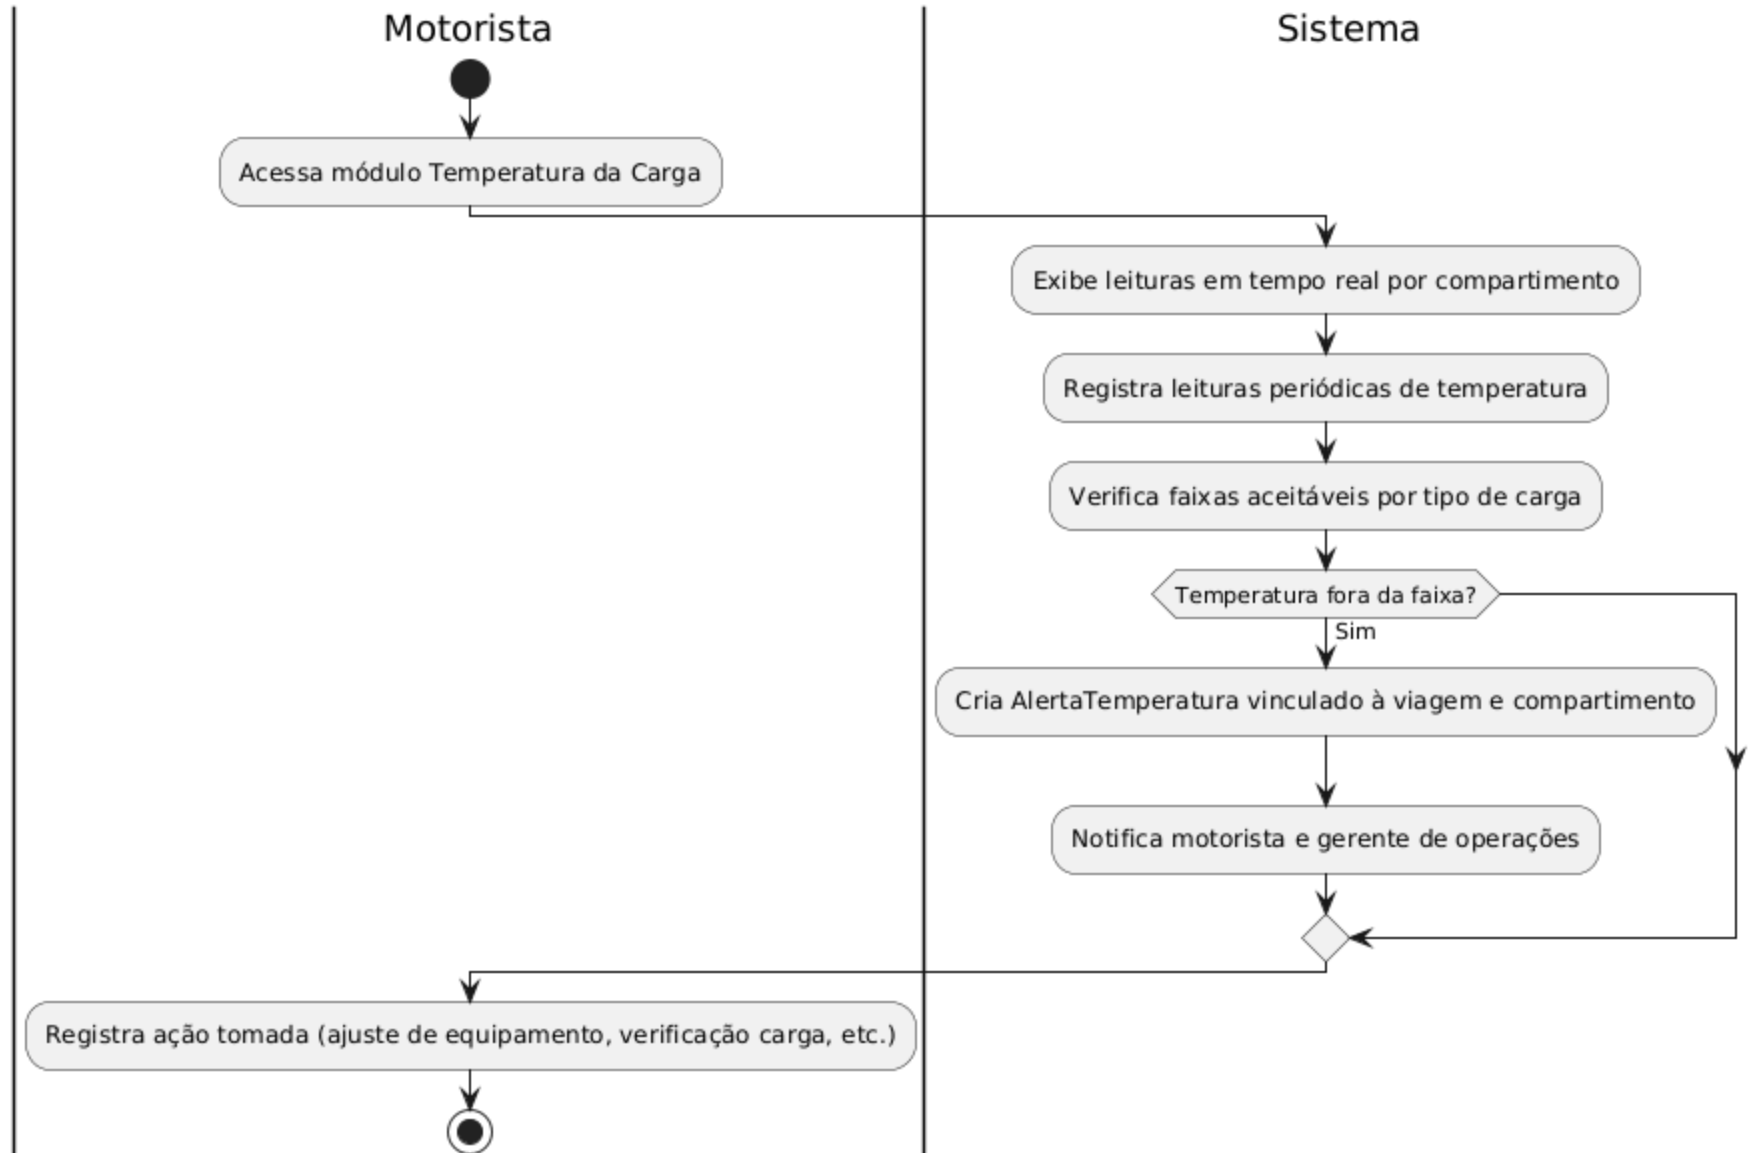 Motorista
Sistema
Acessa módulo Temperatura da Carga
Exibe leituras em tempo real por compartimento
Registra leituras periódicas de temperatura
Verifica faixas aceitáveis por tipo de carga
Temperatura fora da faixa?
Sim
Cria AlertaTemperatura vinculado à viagem e compartimento
Notifica motorista e gerente de operações
Registra ação tomada (ajuste de equipamento, verificação carga, etc.)